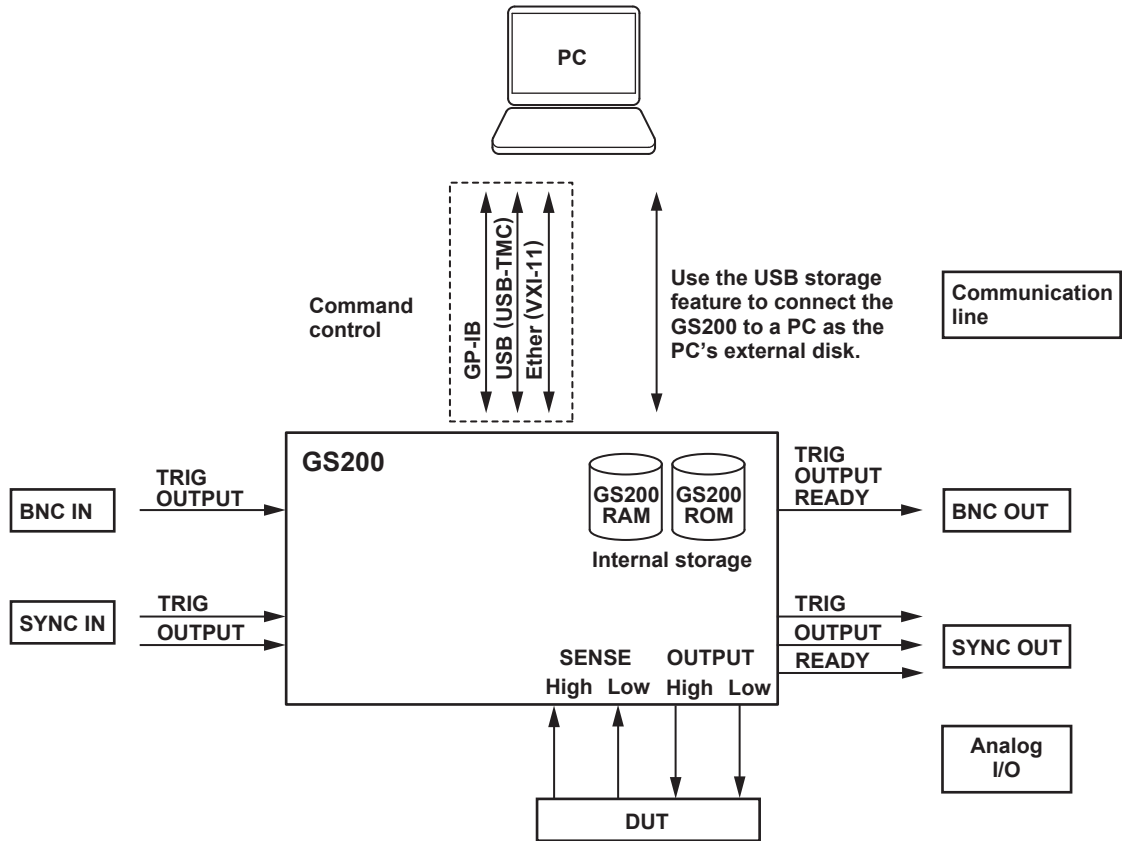 PC
Command
control
GP-IB
USB (USB-TMC)
Ether (VXI-11)
Use the USB storage
feature to connect the
GS200 to a PC as the
PC's external disk.
Communication
line
GS200
BNC IN
TRIG
OUTPUT
GS200
RAM
GS200
ROM
Internal storage
TRIG
OUTPUT
READY
BNC OUT
SYNC IN
TRIG
OUTPUT
TRIG
OUTPUT
READY
SYNC OUT
SENSE
High Low
OUTPUT
High Low
Analog
I/O
DUT